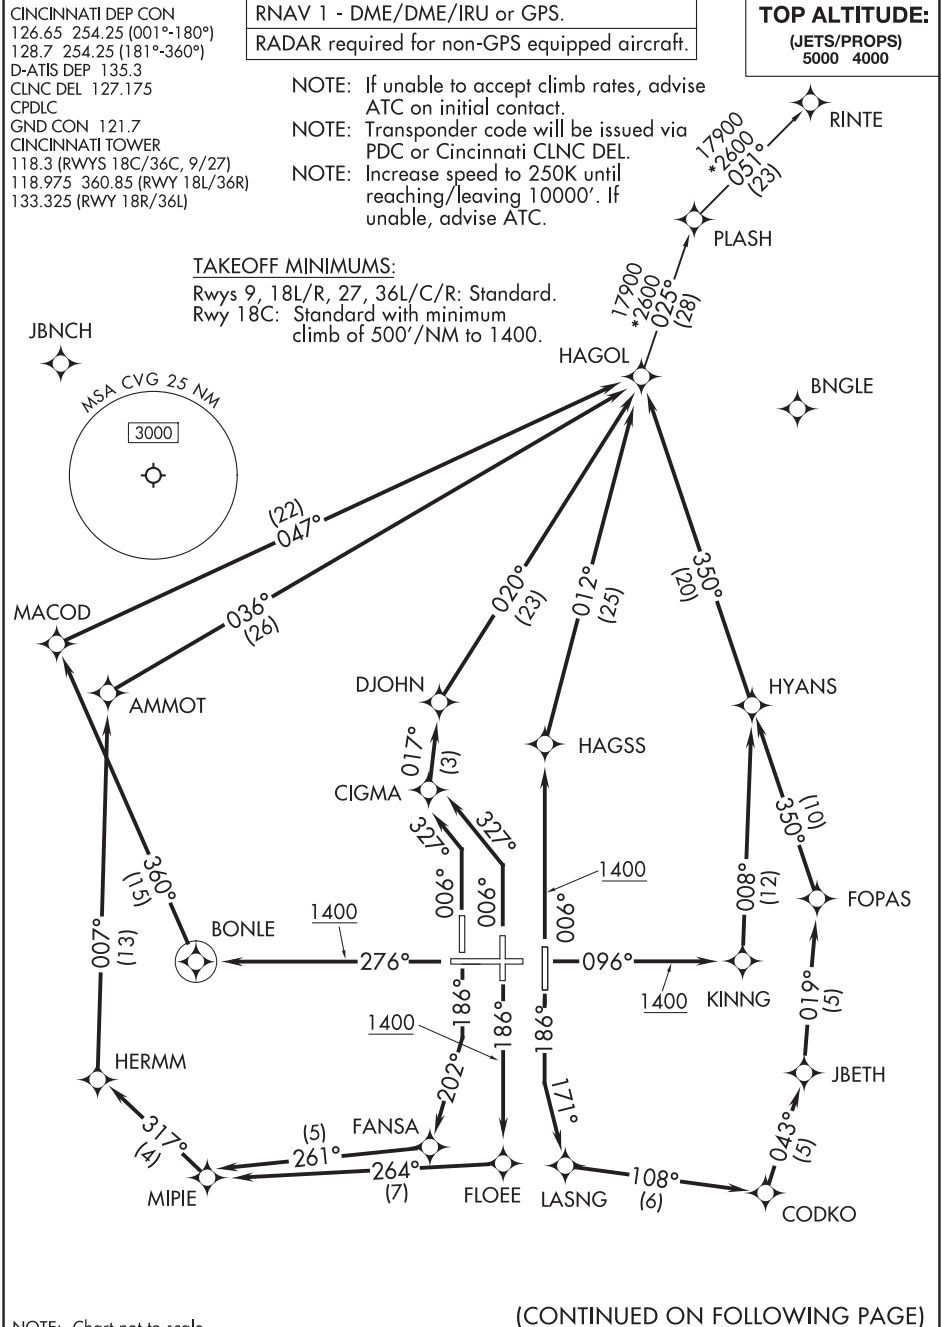 CINCINNATI DEP CON
126.65 254.25 (001°-180°)
128.7 254.25 (181°-360°)
D-ATIS DEP 135.3
CLNC DEL 127.175
CPDLC
GND CON 121.7
CINCINNATI TOWER
118.3 (RWYS 18C/36C, 9/27)
118.975 360.85 (RWY 18L/36R)
133.325 (RWY 18R/36L)
RNAV 1 - DME/DME/IRU or GPS.
RADAR required for non-GPS equipped aircraft.
TOP ALTITUDE:
(JETS/PROPS)
5000 4000
NOTE: If unable to accept climb rates, advise
ATC on initial contact.
NOTE: Transponder code will be issued via
PDC or Cincinnati CLNC DEL.
NOTE: Increase speed to 250K until
reaching/leaving 10000’. If
unable, advise ATC.
TAKEOFF MINIMUMS:
Rwys 9, 18L/R, 27, 36L/C/R: Standard.
Rwy 18C: Standard with minimum
climb of 500’/NM to 1400.
RINTE
17900
*2600
051°
(23)
PLASH
17900
*2600
025°
(28)
HAGOL
JBNCH
MSA CVG 25 NM
3000
BNGLE
(22)
047°
036°
(26)
020°
(23)
012°
(25)
350°
(20)
MACOD
AMMOT
DJOHN
HAGSS
HYANS
017°
(3)
CIGMA
327°
327°
006°
006°
006°
1400
(10)
350°
008°
(12)
FOPAS
360°
(15)
BONLE
1400
276°
096°
1400
KINNG
007°
(13)
186°
186°
186°
1400
019°
(5)
HERMM
JBETH
202°
171°
317°
(4)
FANSA
(5)
261°
264°
(7)
MIPIE
FLOEE
LASNG
108°
(6)
043°
(5)
CODKO
(CONTINUED ON FOLLOWING PAGE)
NOTE: Chart not to scale